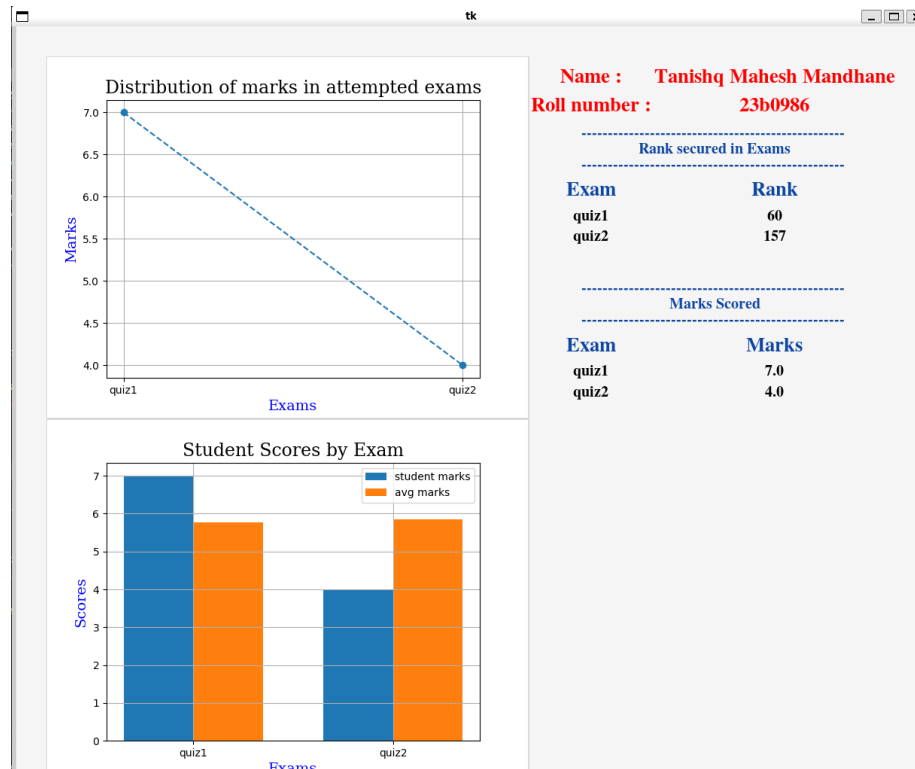 tk
Distribution of marks in attempted exams
7.0
6.5
6.0
5.5
5.0
4.5
4.0
Marks
quiz1 quiz2
Exams
Student Scores by Exam
student marks
avg marks
7
6
5
4
3
2
1
0
Scores
quiz1 quiz2
Exams
Name : Tanishq Mahesh Mandhane
Roll number : 23b0986
--------------------------------------------
Rank secured in Exams
--------------------------------------------
Exam Rank
quiz1 60
quiz2 157
--------------------------------------------
Marks Scored
--------------------------------------------
Exam Marks
quiz1 7.0
quiz2 4.0